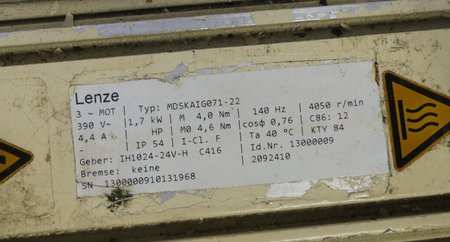 Lenze
3 ~ MOT | Typ: MDSKAIG071-22
390 V~ | 1,7 kW | M 4,0 Nm | 140 Hz | 4050 r/min
4,4 A | HP | M0 4,6 Nm | cosϕ 0,76 | C86: 12
- | IP 54 | I-Cl. F | Ta 40 °C | KTY 84
Geber: IH1024-24V-H C416 | Id.Nr. 13000009
Bremse: keine 2092410
SN 1300000910131968